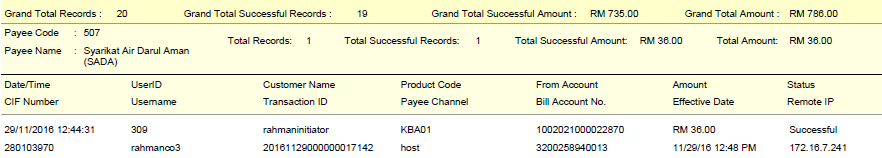 Grand Total Records : 20 Grand Total Successful Records : 19 Grand Total Successful Amount : RM 735.00 Grand Total Amount : RM 786.00
Payee Code : 507
Total Records: 1 Total Successful Records: 1 Total Successful Amount: RM 36.00 Total Amount: RM 36.00
Payee Name : Syarikat Air Darul Aman
(SADA)
Date/Time UserID Customer Name Product Code From Account Amount Status
CIF Number Username Transaction ID Payee Channel Bill Account No. Effective Date Remote IP
29/11/2016 12:44:31 309 rahmaninitiator KBA01 1002021000022870 RM 36.00 Successful
280103970 rahmanco3 20161129000000017142 host 3200258940013 11/29/16 12:48 PM 172.16.7.241